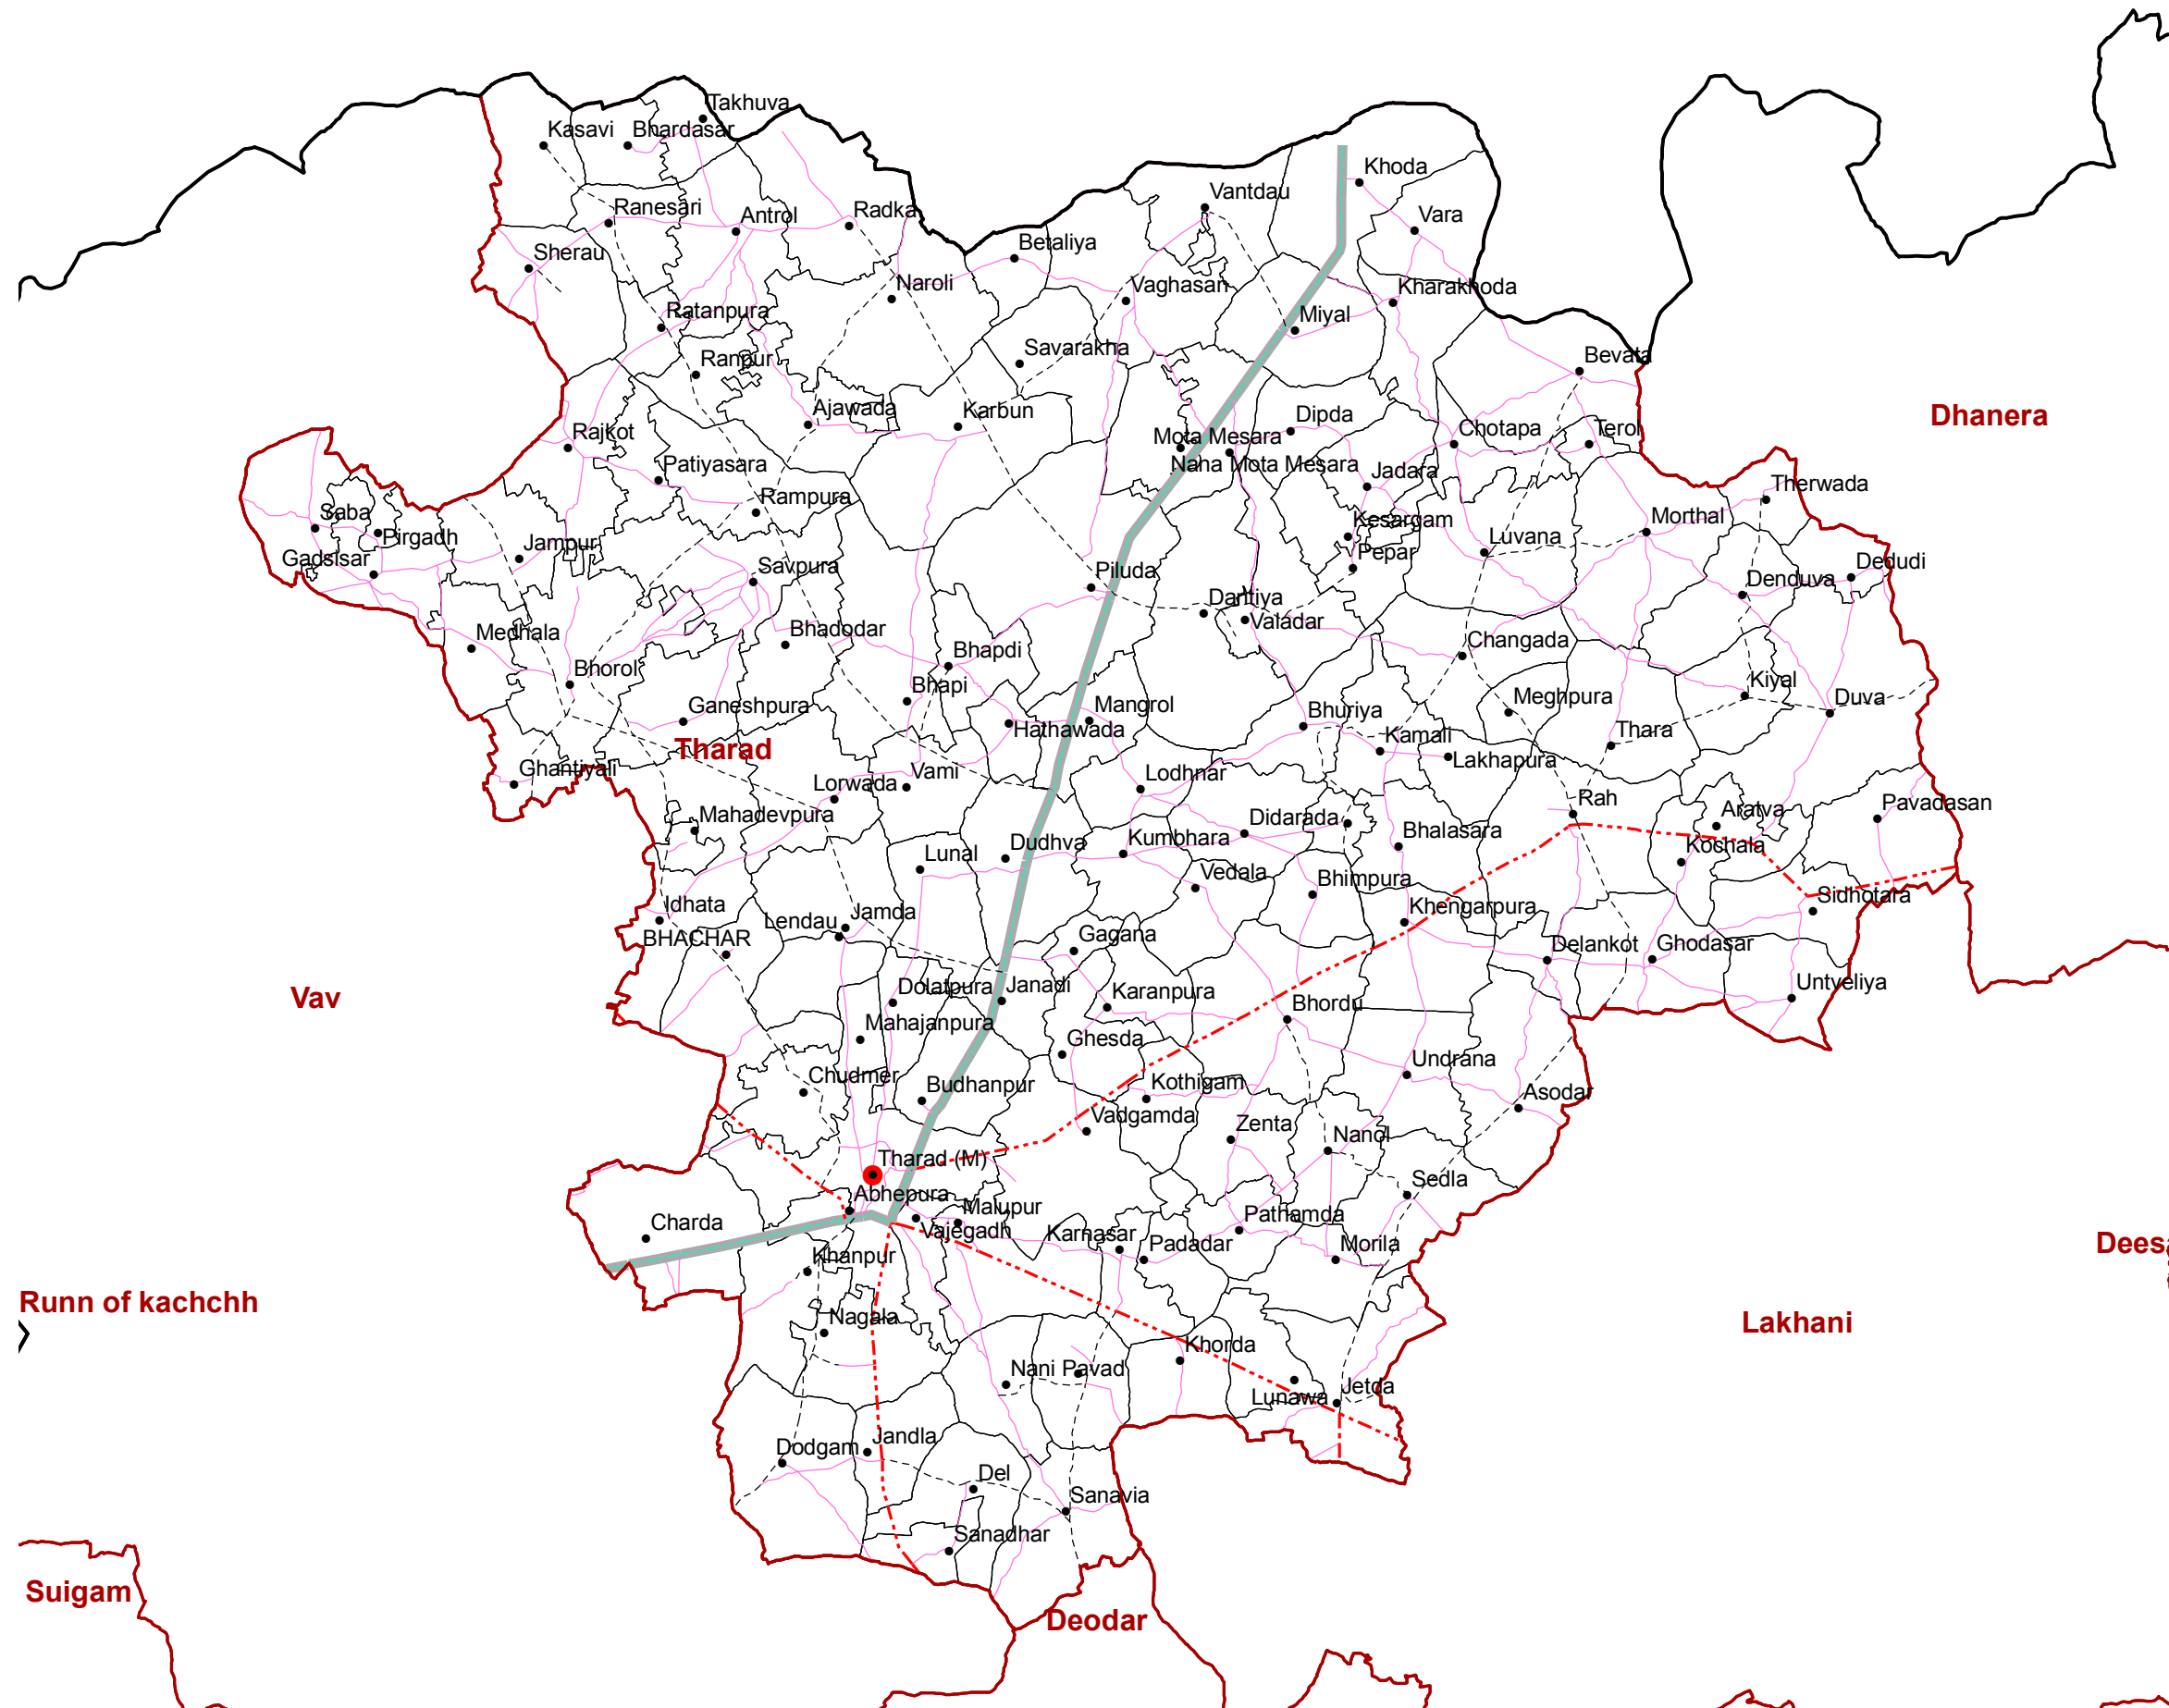 Takhuva
Kasavi
Bhardasar
Khoda
Vantdau
Ranesari
Antrol
Radka
Vara
Betaliya
Sherau
Naroli
Vaghasan
Kharakhoda
Ratanpura
Miyal
Savarakha
Ranpur
Bevata
Ajawada
Karbun
Dipda
Dhanera
Rajkot
Mota Mesara
Chotapa
Terol
Patiyasara
Nana Mota Mesara
Jadara
Therwada
Rampura
Saba
Pirgadh
Kesargam
Morthal
Jampur
Luvana
Gadsisar
Savpura
Pepar
Piluda
Denduva
Dedudi
Dantiya
Valadar
Medhala
Bhadodar
Changada
Bhorol
Bhapdi
Bhapi
Kiyal
Ganeshpura
Mangrol
Bhuriya
Meghpura
Duva
Hathawada
Kamali
Thara
Tharad
Lakhapura
Ghantiyali
Lorwada
Vami
Lodhnar
Rah
Mahadevpura
Didarada
Aratva
Pavadasan
Lunal
Dudhva
Kumbhara
Bhalasara
Kochala
Vedala
Bhimpura
Idhata
Lendau
Jamda
Khengarpura
Sidhotara
BHACHAR
Gagana
Delankot
Ghodasar
Vav
Dolatpura
Janadi
Karanpura
Bhordu
Untveliya
Mahajanpura
Ghesda
Undrana
Chudmer
Budhanpur
Kothigam
Asodar
Vadgamda
Zenta
Nanol
Tharad (M)
Abhepura
Sedla
Charda
Malupur
Vajegadh
Karnasar
Pathamda
Padadar
Morila
Deesa
Khanpur
Runn of kachchh
Nagala
Lakhani
Khorda
Nani Pavad
Lunawa
Jetda
Dodgam
Jandla
Del
Sanavia
Sanadhar
Suigam
Deodar